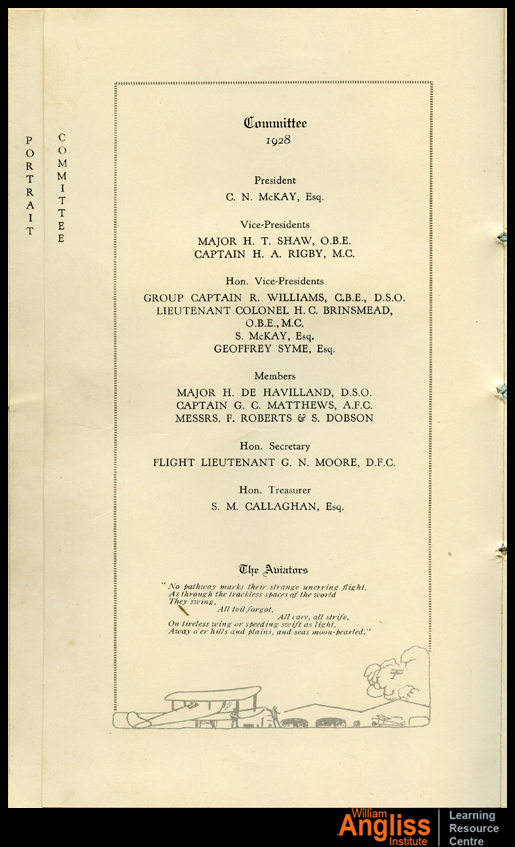 PORTRAIT
COMMITTEE
Committee
1928
President
C. N. McKAY, Esq.
Vice-Presidents
MAJOR H. T. SHAW, O.B.E.
CAPTAIN H. A. RIGBY, M.C.
Hon. Vice-Presidents
GROUP CAPTAIN R. WILLIAMS, C.B.E., D.S.O.
LIEUTENANT COLONEL H. C. BRINSMEAD,
O.B.E., M.C.
S. McKAY, Esq.
GEOFFREY SYME, Esq.
Members
MAJOR H. DE HAVILLAND, D.S.O.
CAPTAIN G. C. MATTHEWS, A.F.C.
MESSRS. F. ROBERTS & S. DOBSON
Hon. Secretary
FLIGHT LIEUTENANT G. N. MOORE, D.F.C.
Hon. Treasurer
S. M. CALLAGHAN, Esq.
The Aviators
"No pathway marks their strange unerring flight,
As through the trackless spaces of the world
They swing,
All toil forgot,
All care, all strife,
On tireless wing or speeding swift as light,
Away o'er hills and plains, and seas moon-pearled."
William
Angliss
Institute
Learning
Resource
Centre